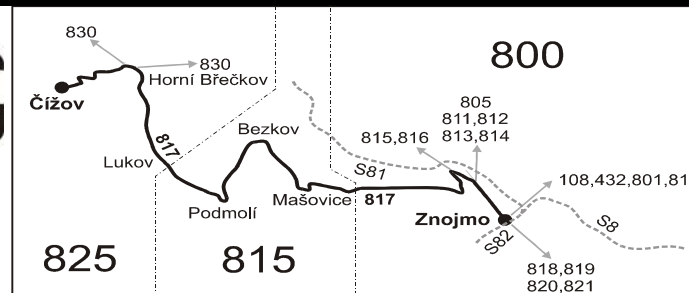 830
830
Horní Břečkov
Čížov
800
805
811,812
813,814
815,816
Bezkov
817
Lukov
S81
108,432,801,81
Podmolí
Mašovice
817
Znojmo
S82
S8
825
815
818,819
820,821